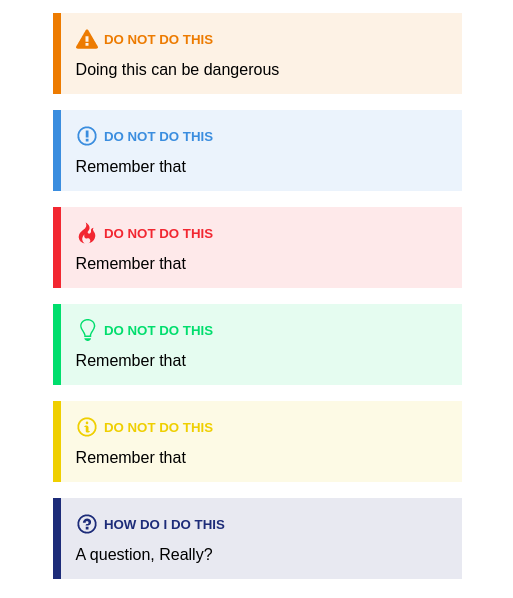 DO NOT DO THIS
Doing this can be dangerous
DO NOT DO THIS
Remember that
DO NOT DO THIS
Remember that
DO NOT DO THIS
Remember that
DO NOT DO THIS
Remember that
HOW DO I DO THIS
A question, Really?